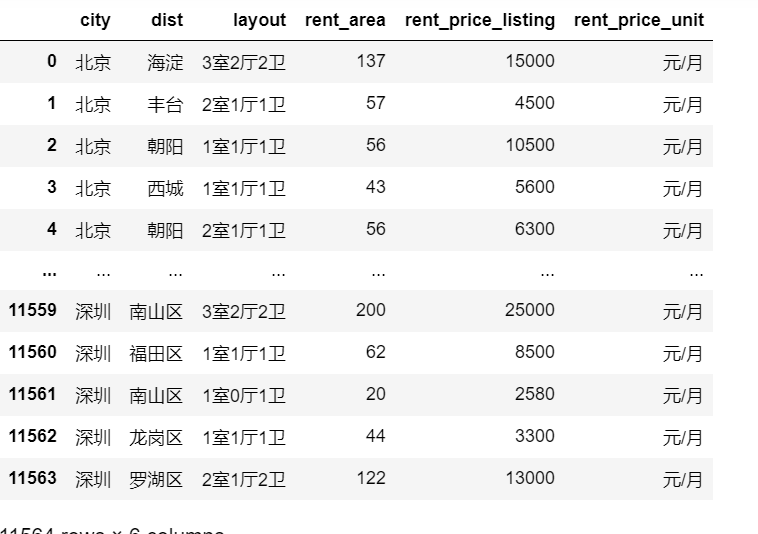 city dist layout rent_area rent_price_listing rent_price_unit
0 北京 海淀 3室2厅2卫 137 15000 元/月
1 北京 丰台 2室1厅1卫 57 4500 元/月
2 北京 朝阳 1室1厅1卫 56 10500 元/月
3 北京 西城 1室1厅1卫 43 5600 元/月
4 北京 朝阳 2室1厅1卫 56 6300 元/月
... ... ... ... ... ... ...
11559 深圳 南山区 3室2厅2卫 200 25000 元/月
11560 深圳 福田区 1室1厅1卫 62 8500 元/月
11561 深圳 南山区 1室0厅1卫 20 2580 元/月
11562 深圳 龙岗区 1室1厅1卫 44 3300 元/月
11563 深圳 罗湖区 2室1厅2卫 122 13000 元/月
11564 rows × 6 columns